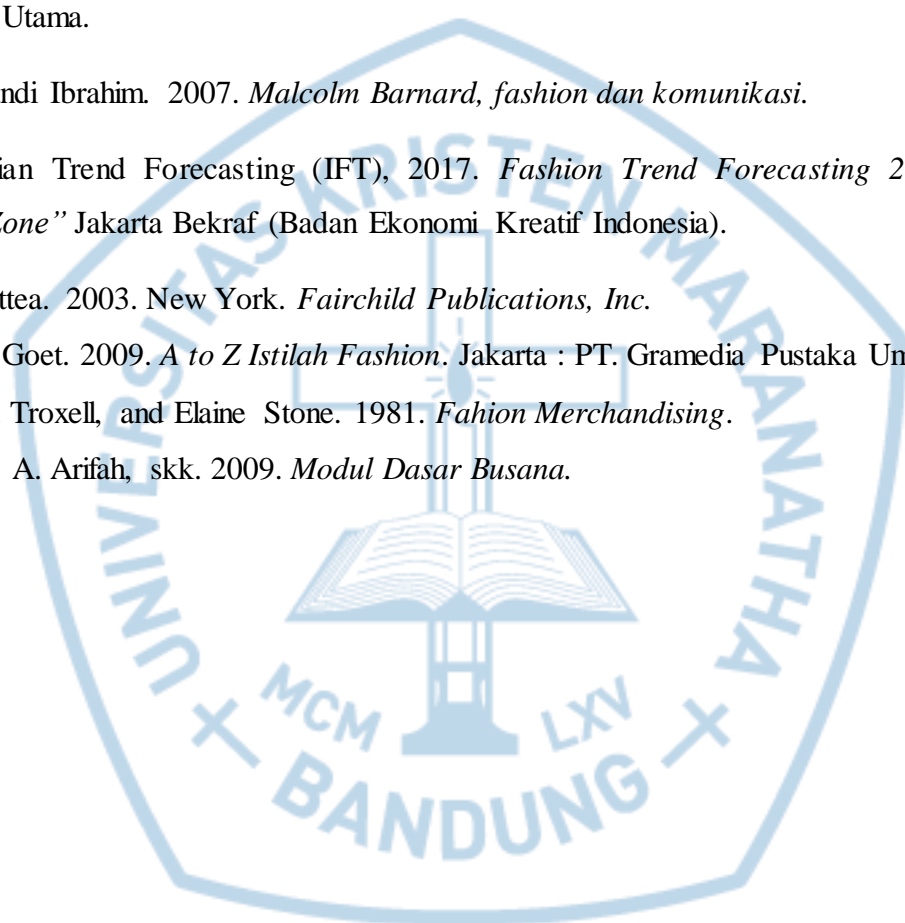 Utama.
ndi Ibrahim. 2007. Malcolm Barnard, fashion dan komunikasi.
ian Trend Forecasting (IFT), 2017. Fashion Trend Forecasting 2
Zone” Jakarta Bekraf (Badan Ekonomi Kreatif Indonesia).
ttea. 2003. New York. Fairchild Publications, Inc.
Goet. 2009. A to Z Istilah Fashion. Jakarta : PT. Gramedia Pustaka Um
Troxell, and Elaine Stone. 1981. Fahion Merchandising.
A. Arifah, skk. 2009. Modul Dasar Busana.
UNIVERSITAS KRISTEN MARANATHA
MCM LXV
BANDUNG